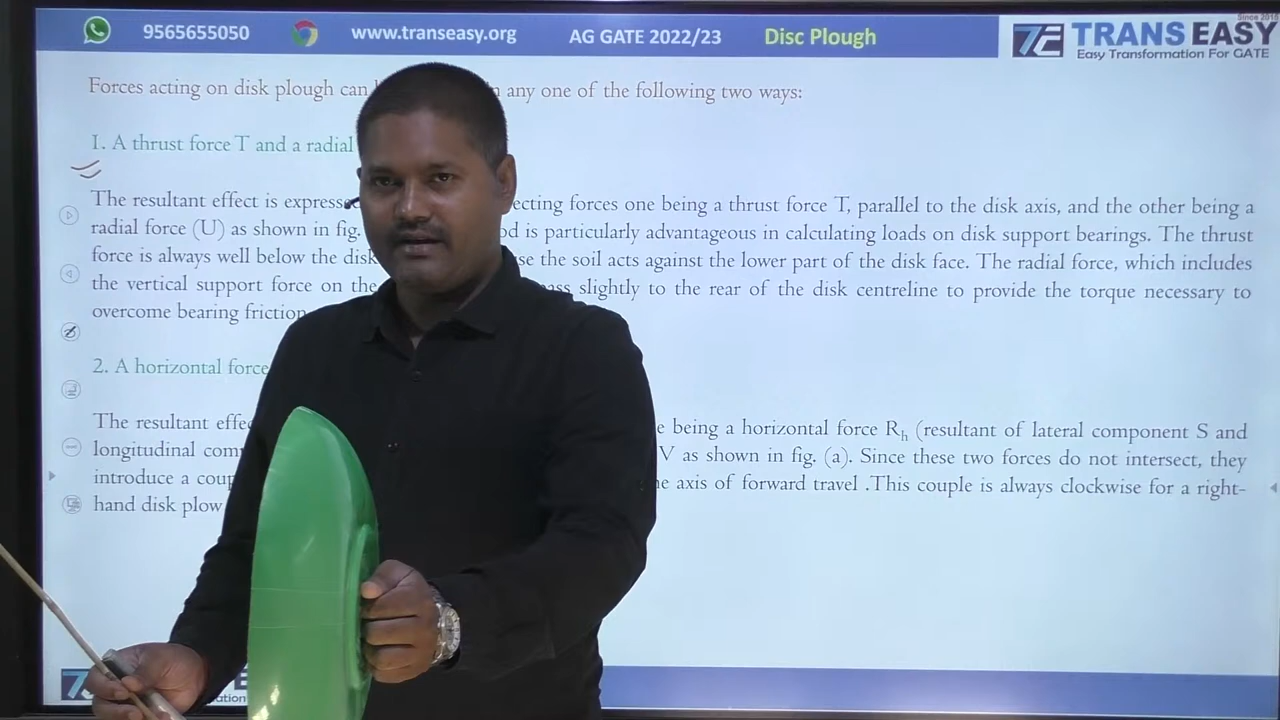 9565655050 www.transeasy.org AG GATE 2022/23 Disc Plough
Since 2015
TRANS EASY
Easy Transformation For GATE
Forces acting on disk plough can any one of the following two ways:
1. A thrust force T and a radial
The resultant effect is express ecting forces one being a thrust force T, parallel to the disk axis, and the other being a
radial force (U) as shown in fig. od is particularly advantageous in calculating loads on disk support bearings. The thrust
force is always well below the disk se the soil acts against the lower part of the disk face. The radial force, which includes
the vertical support force on the ass slightly to the rear of the disk centreline to provide the torque necessary to
overcome bearing friction
2. A horizontal force
The resultant effe e being a horizontal force Rh (resultant of lateral component S and
longitudinal com V as shown in fig. (a). Since these two forces do not intersect, they
introduce a coup he axis of forward travel .This couple is always clockwise for a right-
hand disk plow